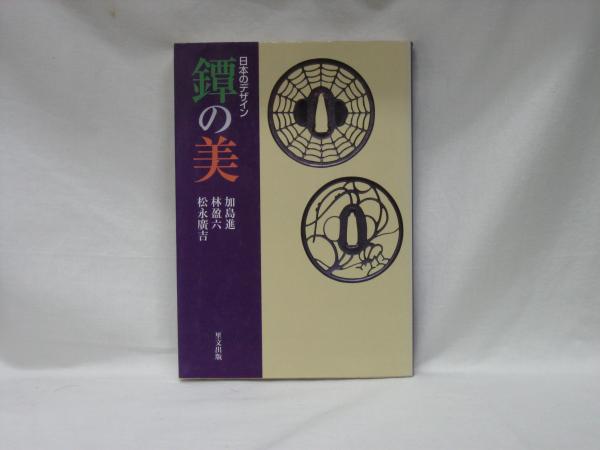 日本のデザイン
鐔の美
加島進
林盈六
松永廣吉
里文出版